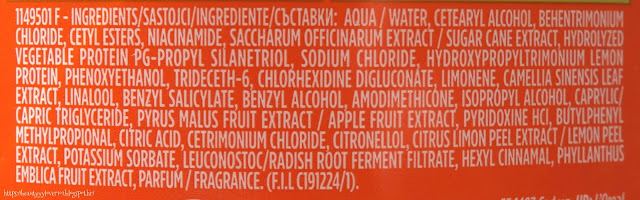 1149501 F - INGREDIENTS/SASTOJCI/INGREDIENTE/СЪСТАВКИ: AQUA / WATER, CETEARYL ALCOHOL, BEHENTRIMONIUM
CHLORIDE, CETYL ESTERS, NIACINAMIDE, SACCHARUM OFFICINARUM EXTRACT / SUGAR CANE EXTRACT, HYDROLYZED
VEGETABLE PROTEIN PG-PROPYL SILANETRIOL, SODIUM CHLORIDE, HYDROXYPROPYLTRIMONIUM LEMON
PROTEIN, PHENOXYETHANOL, TRIDECETH-6, CHLORHEXIDINE DIGLUCONATE, LIMONENE, CAMELLIA SINENSIS LEAF
EXTRACT, LINALOOL, BENZYL SALICYLATE, BENZYL ALCOHOL, AMODIMETHICONE, ISOPROPYL ALCOHOL, CAPRYLIC/
CAPRIC TRIGLYCERIDE, PYRUS MALUS FRUIT EXTRACT / APPLE FRUIT EXTRACT, PYRIDOXINE HCl, BUTYLPHENYL
METHYLPROPIONAL, CITRIC ACID, CETRIMONIUM CHLORIDE, CITRONELLOL, CITRUS LIMON PEEL EXTRACT / LEMON PEEL
EXTRACT, POTASSIUM SORBATE, LEUCONOSTOC/RADISH ROOT FERMENT FILTRATE, HEXYL CINNAMAL, PHYLLANTHUS
EMBLICA FRUIT EXTRACT, PARFUM / FRAGRANCE. (F.I.L C191224/1).